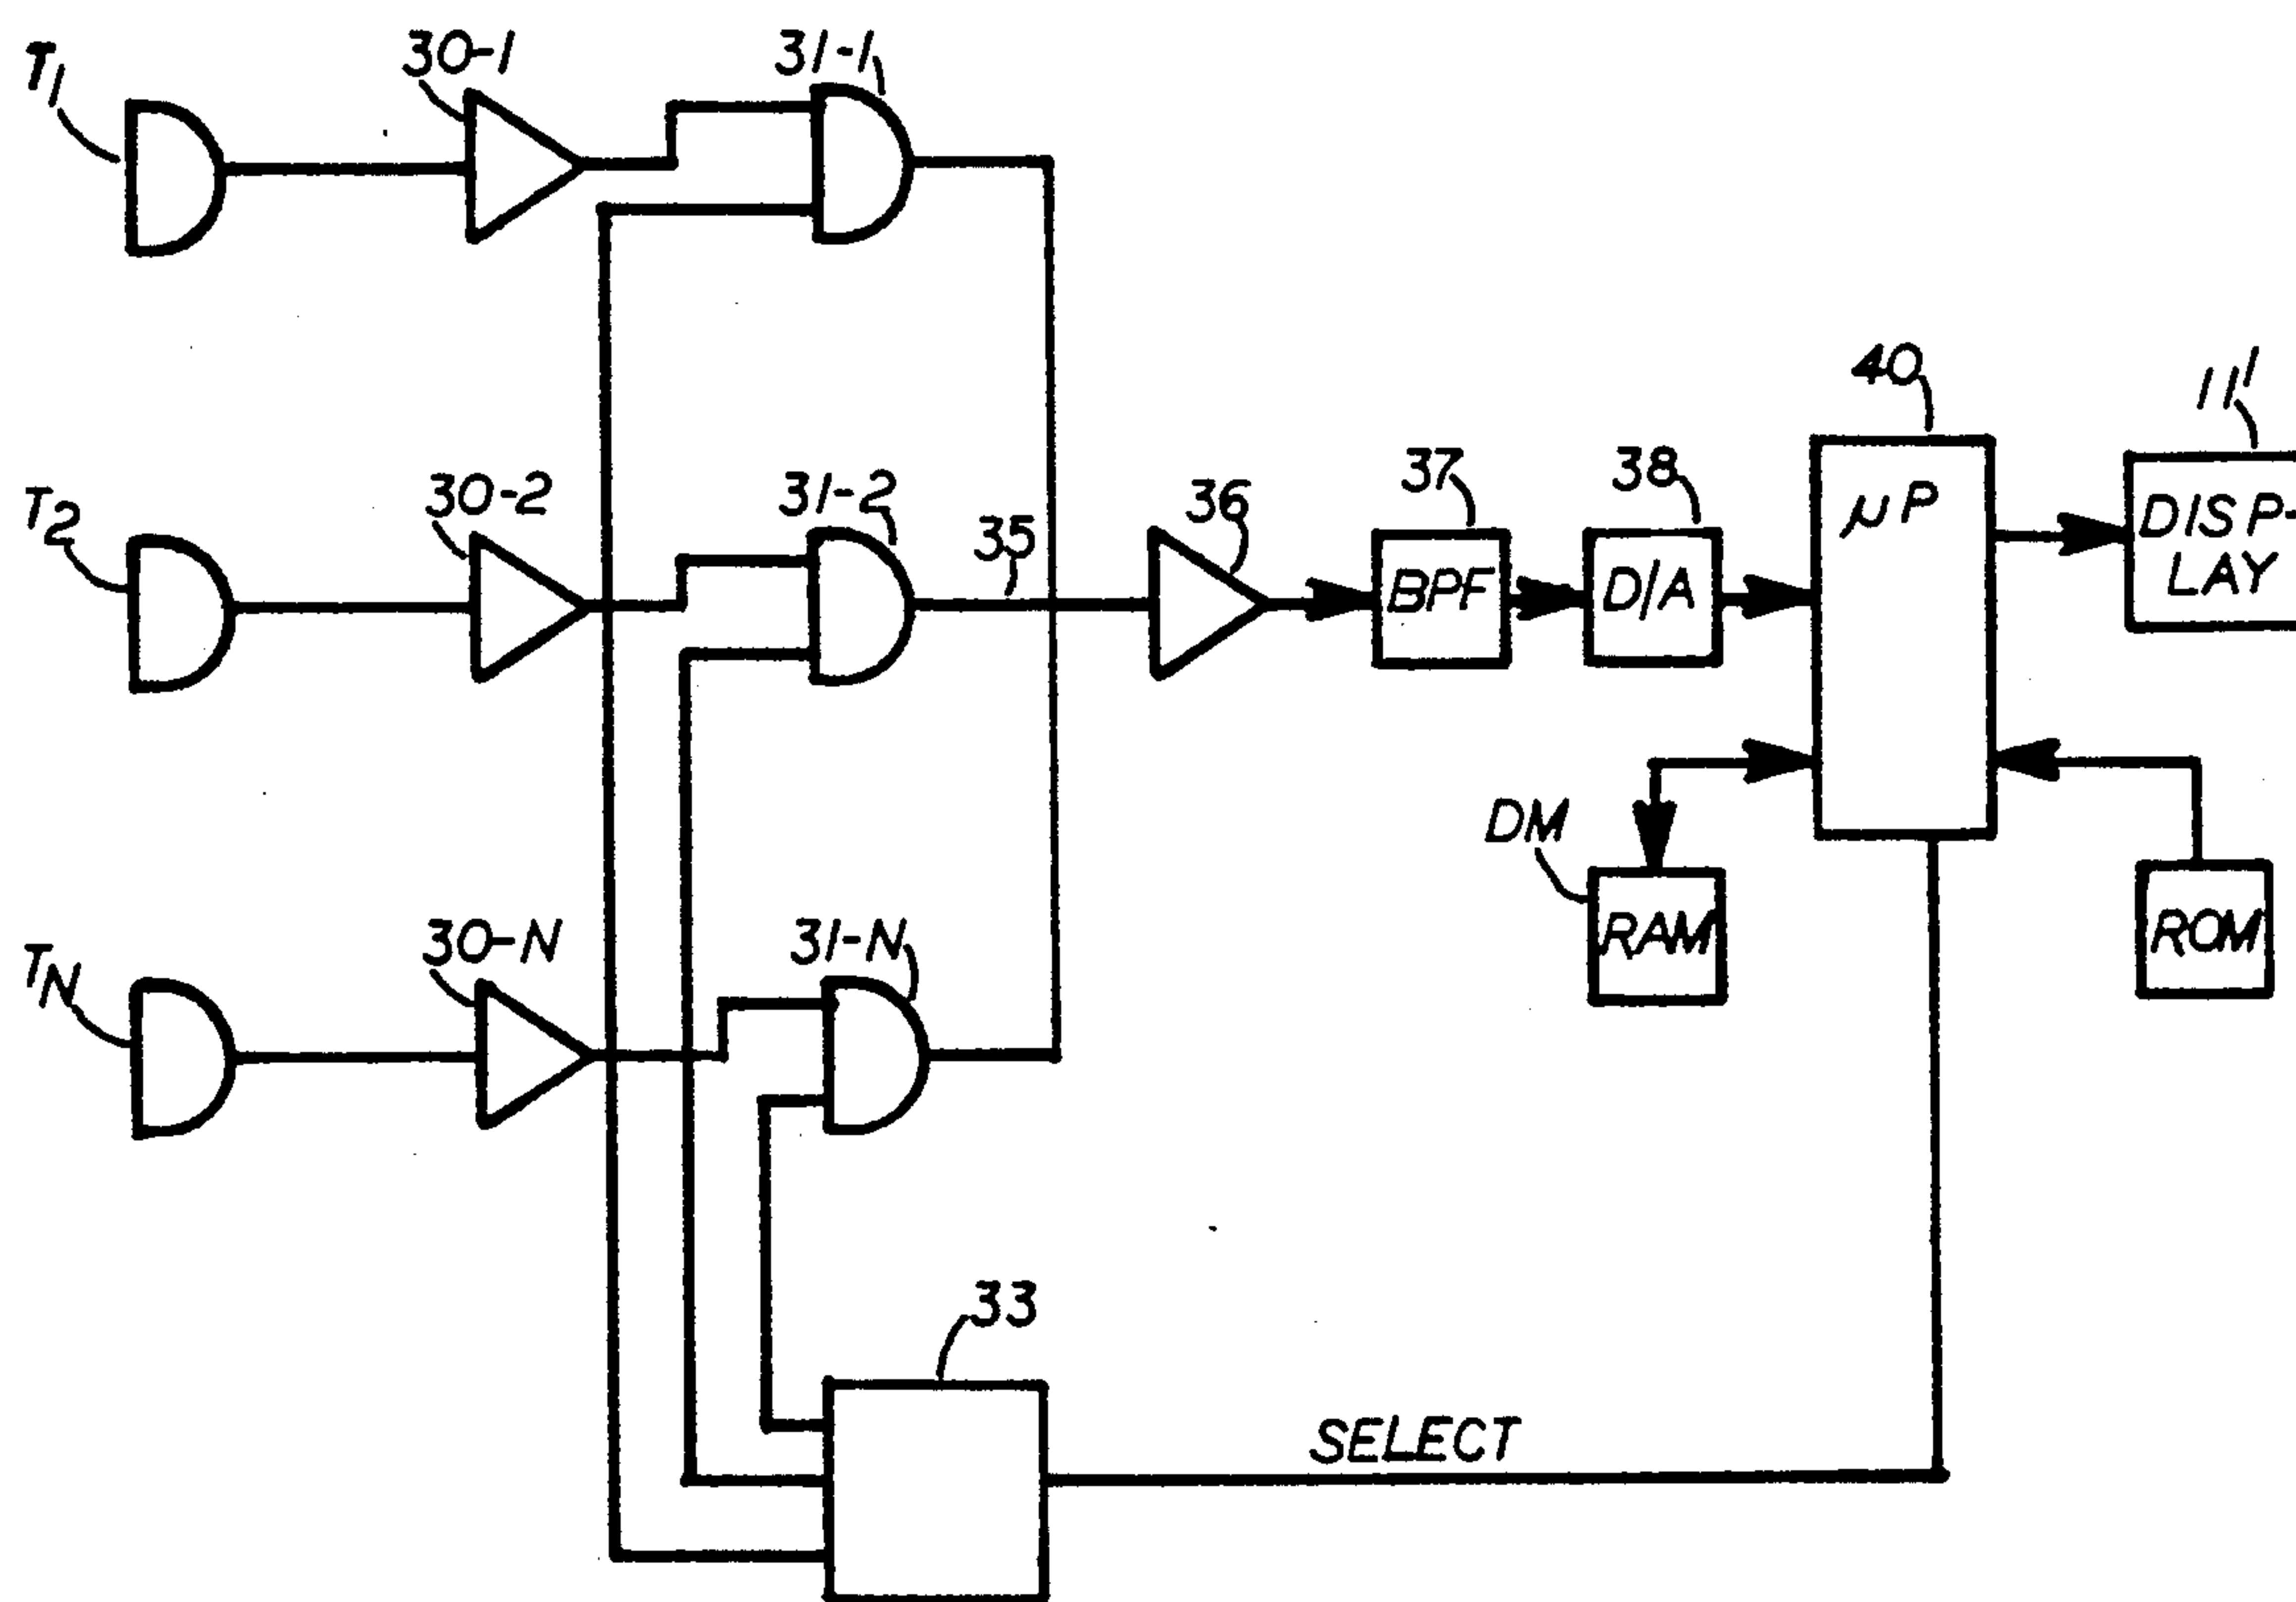 T1
30-1
31-1
T2
30-2
31-2
35
36
37
38
40
11'
BPF
D/A
µP
DISP-
LAY
TN
30-N
31-N
DM
RAM
ROM
33
SELECT